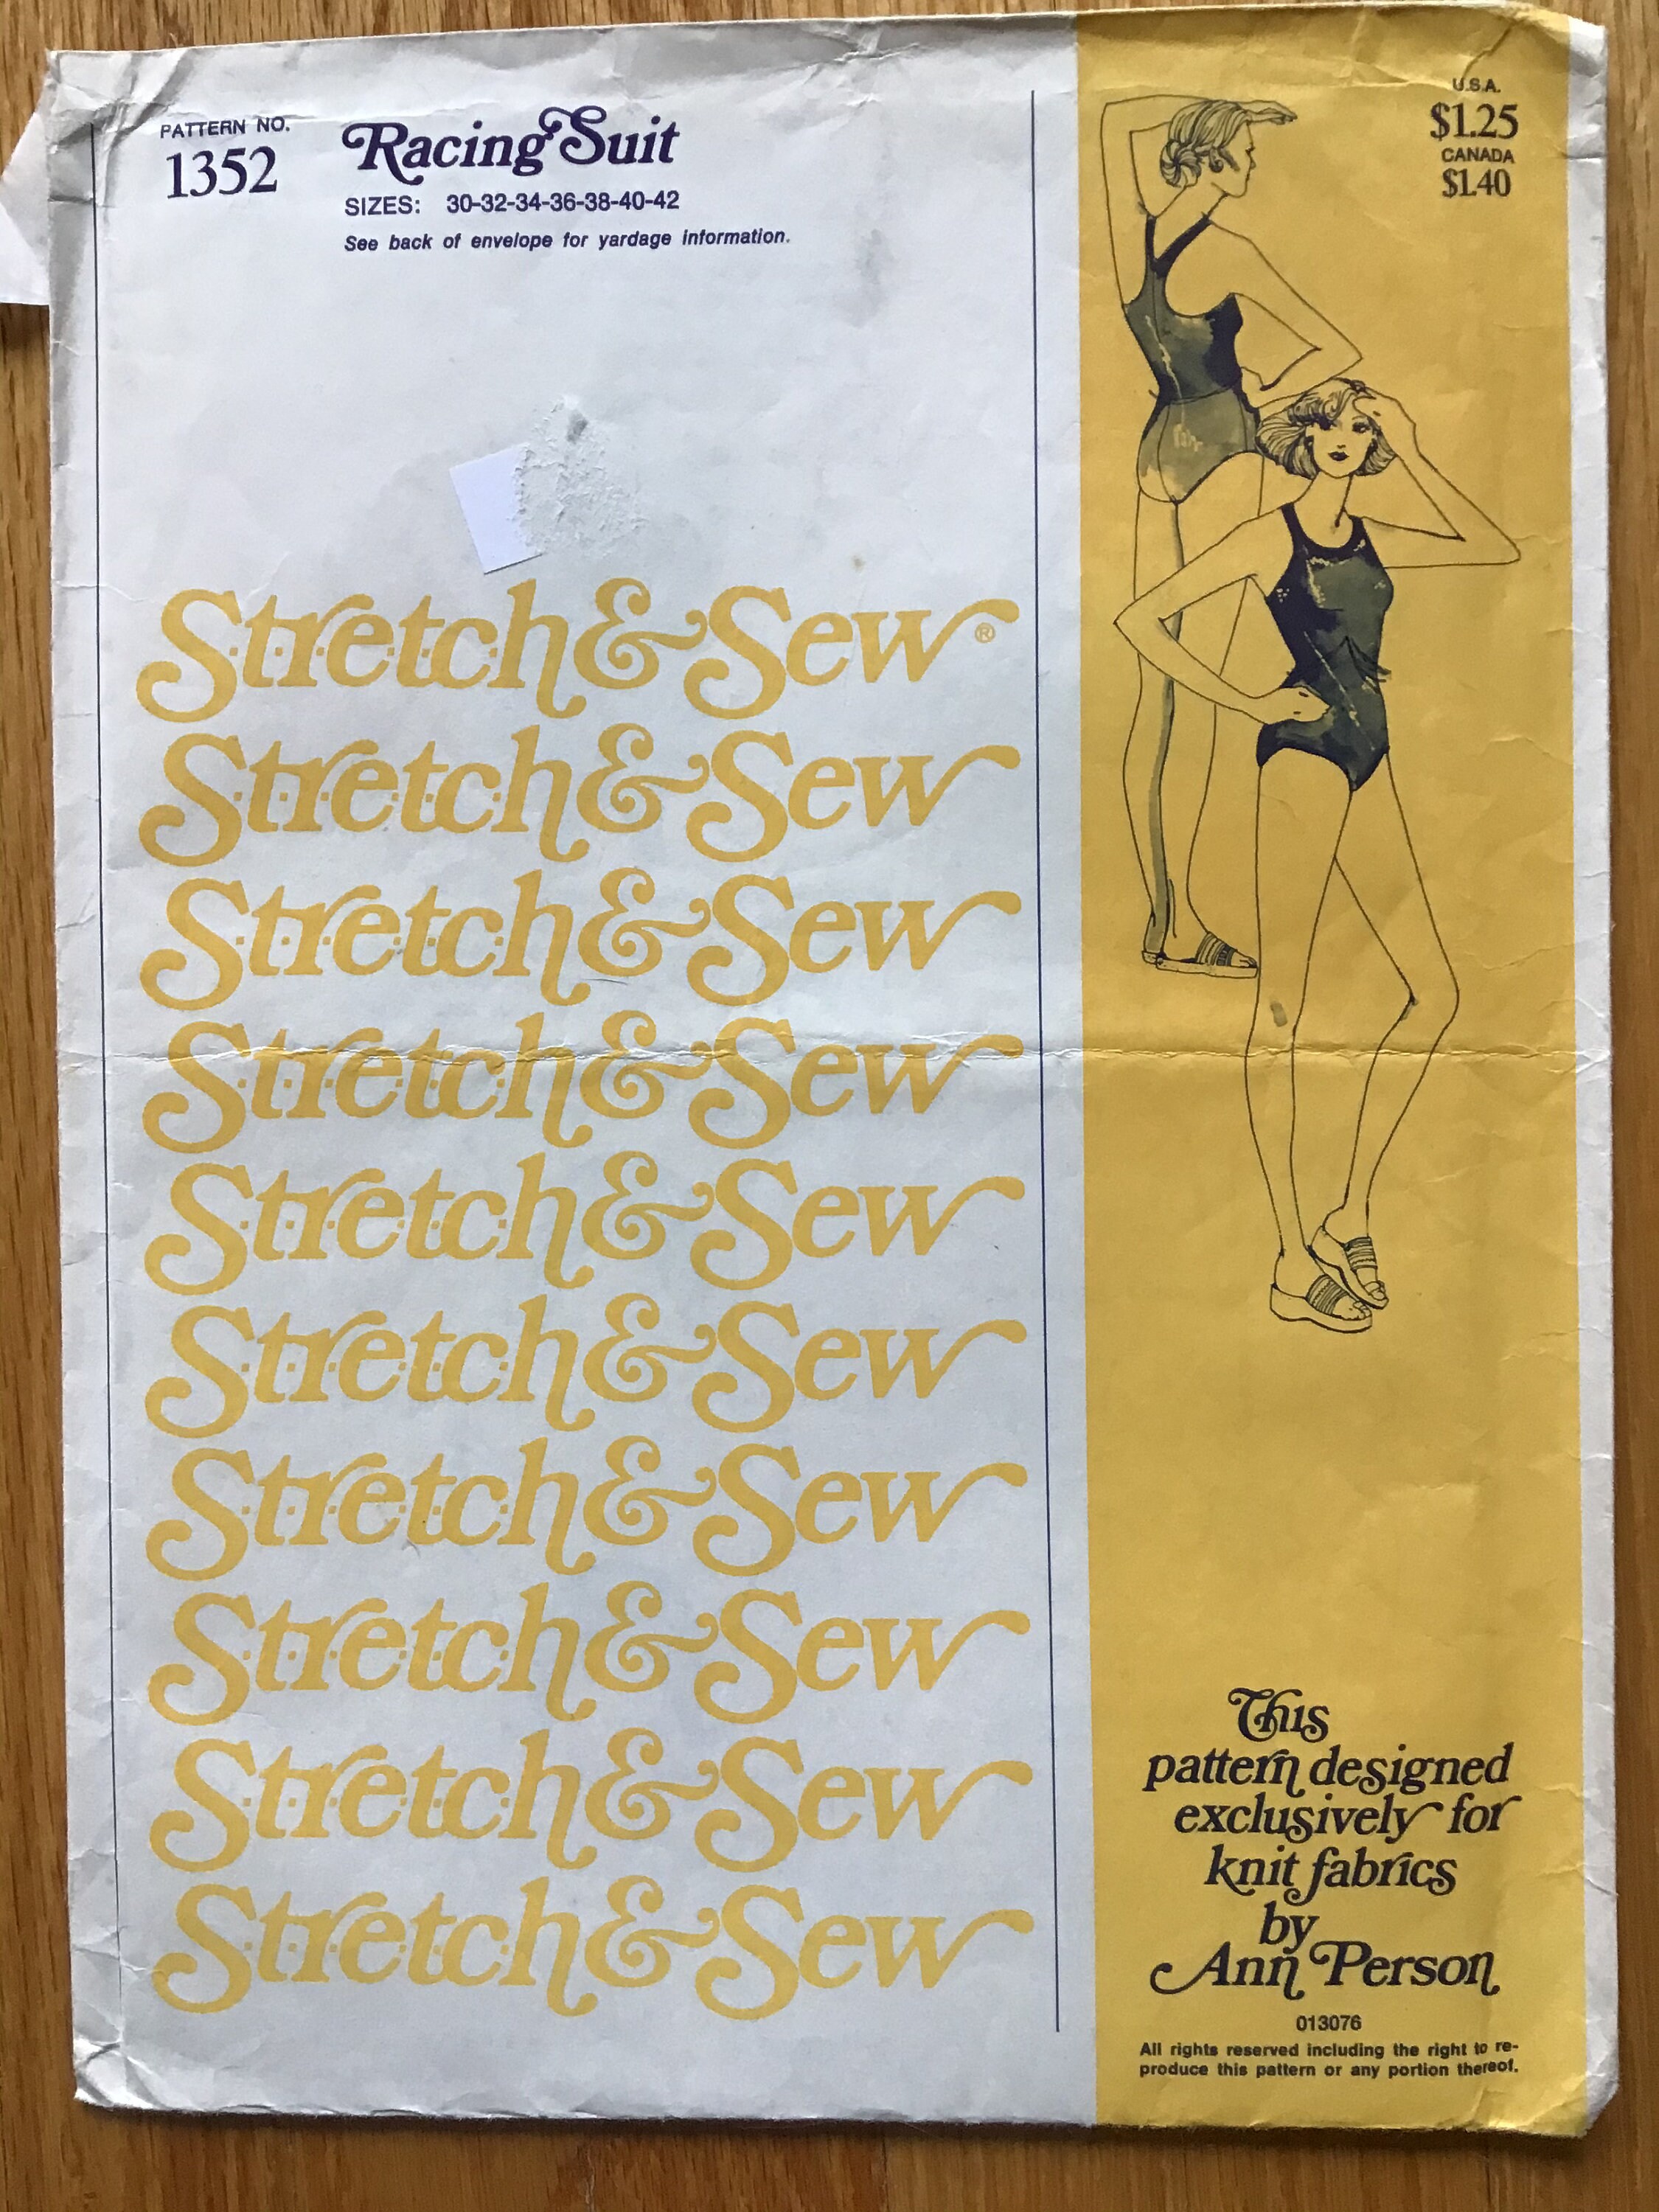 PATTERN NO.
1352
Racing Suit
SIZES: 30-32-34-36-38-40-42
See back of envelope for yardage information.
U.S.A.
$1.25
CANADA
$1.40
Stretch & Sew®
Stretch & Sew
Stretch & Sew
Stretch & Sew
Stretch & Sew
Stretch & Sew
Stretch & Sew
Stretch & Sew
Stretch & Sew
Stretch & Sew
This
pattern designed
exclusively for
knit fabrics
by
Ann Person
013076
All rights reserved including the right to re-
produce this pattern or any portion thereof.